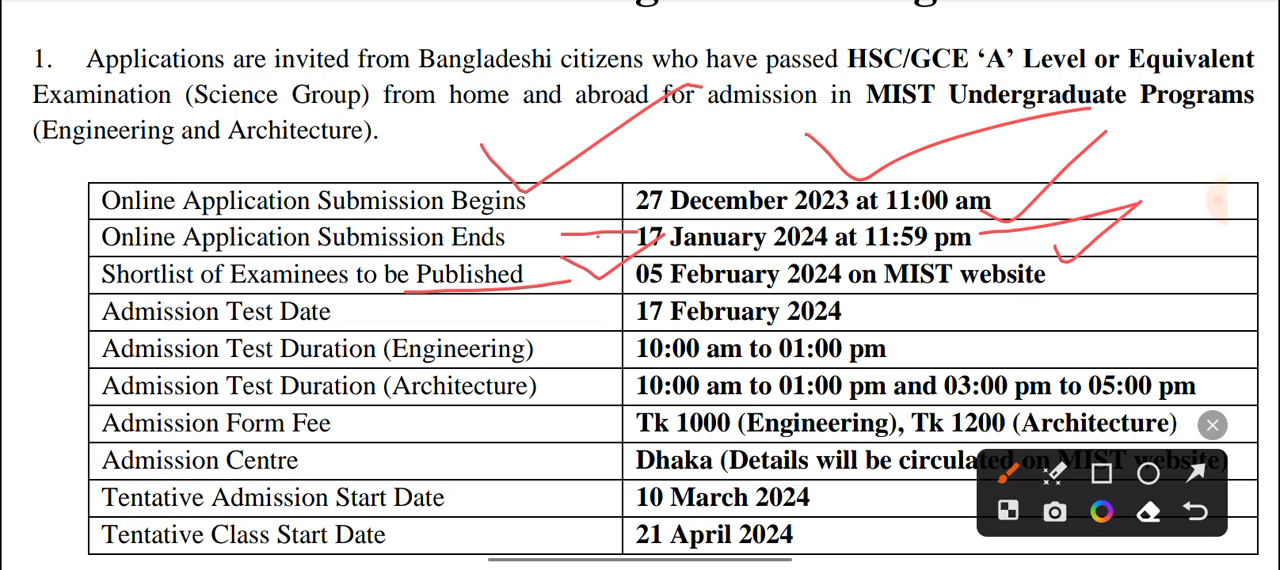 1. Applications are invited from Bangladeshi citizens who have passed HSC/GCE ‘A’ Level or Equivalent
Examination (Science Group) from home and abroad for admission in MIST Undergraduate Programs
(Engineering and Architecture).
Online Application Submission Begins 27 December 2023 at 11:00 am
Online Application Submission Ends 17 January 2024 at 11:59 pm
Shortlist of Examinees to be Published 05 February 2024 on MIST website
Admission Test Date 17 February 2024
Admission Test Duration (Engineering) 10:00 am to 01:00 pm
Admission Test Duration (Architecture) 10:00 am to 01:00 pm and 03:00 pm to 05:00 pm
Admission Form Fee Tk 1000 (Engineering), Tk 1200 (Architecture)
Admission Centre Dhaka (Details will be circulated on MIST website)
Tentative Admission Start Date 10 March 2024
Tentative Class Start Date 21 April 2024